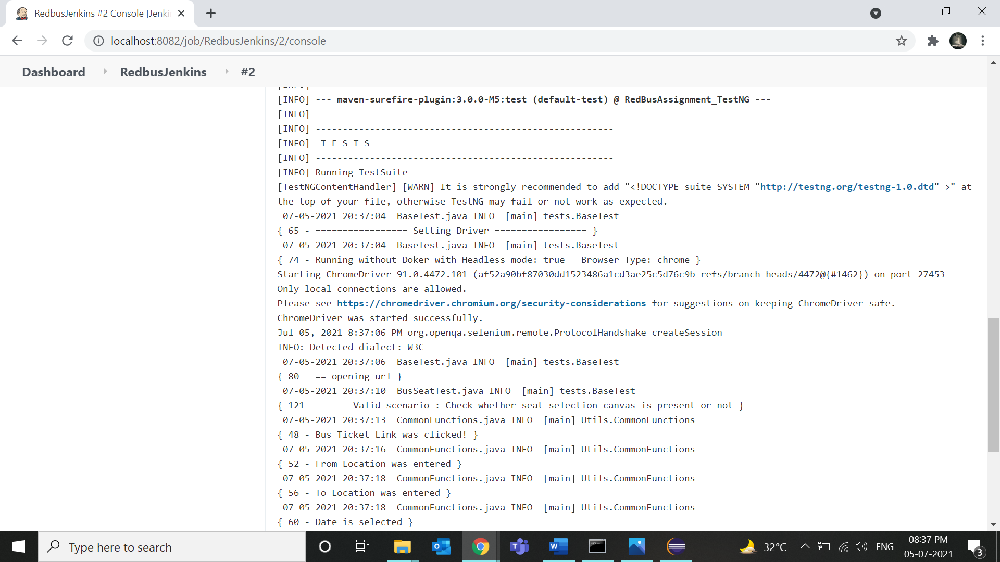 RedbusJenkins #2 Console [Jenki
localhost:8082/job/RedbusJenkins/2/console
Dashboard RedbusJenkins #2
[INFO]
[INFO] --- maven-surefire-plugin:3.0.0-M5:test (default-test) @ RedBusAssignment_TestNG ---
[INFO]
[INFO] -------------------------------------------------------
[INFO]  T E S T S
[INFO] -------------------------------------------------------
[INFO] Running TestSuite
[TestNGContentHandler] [WARN] It is strongly recommended to add "<!DOCTYPE suite SYSTEM "http://testng.org/testng-1.0.dtd" >" at
the top of your file, otherwise TestNG may fail or not work as expected.
07-05-2021 20:37:04  BaseTest.java INFO  [main] tests.BaseTest
{ 65 - ================= Setting Driver ================= }
07-05-2021 20:37:04  BaseTest.java INFO  [main] tests.BaseTest
{ 74 - Running without Doker with Headless mode: true   Browser Type: chrome }
Starting ChromeDriver 91.0.4472.101 (af52a90bf87030dd1523486a1cd3ae25c5d76c9b-refs/branch-heads/4472@{#1462}) on port 27453
Only local connections are allowed.
Please see https://chromedriver.chromium.org/security-considerations for suggestions on keeping ChromeDriver safe.
ChromeDriver was started successfully.
Jul 05, 2021 8:37:06 PM org.openqa.selenium.remote.ProtocolHandshake createSession
INFO: Detected dialect: W3C
07-05-2021 20:37:06  BaseTest.java INFO  [main] tests.BaseTest
{ 80 - == opening url }
07-05-2021 20:37:10  BusSeatTest.java INFO  [main] tests.BaseTest
{ 121 - ----- Valid scenario : Check whether seat selection canvas is present or not }
07-05-2021 20:37:13  CommonFunctions.java INFO  [main] Utils.CommonFunctions
{ 48 - Bus Ticket Link was clicked! }
07-05-2021 20:37:16  CommonFunctions.java INFO  [main] Utils.CommonFunctions
{ 52 - From Location was entered }
07-05-2021 20:37:18  CommonFunctions.java INFO  [main] Utils.CommonFunctions
{ 56 - To Location was entered }
07-05-2021 20:37:18  CommonFunctions.java INFO  [main] Utils.CommonFunctions
{ 60 - Date is selected }
Type here to search
32°C
ENG
08:37 PM
05-07-2021
3